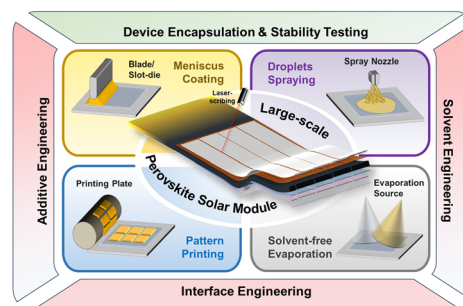 Device Encapsulation & Stability Testing
Blade/
Slot-die
Meniscus
Coating
Droplets
Spraying
Spray Nozzle
Laser-
scribing
Large-scale
Perovskite Solar Module
Additive Engineering
Solvent Engineering
Printing Plate
Pattern
Printing
Evaporation
Source
Solvent-free
Evaporation
Interface Engineering